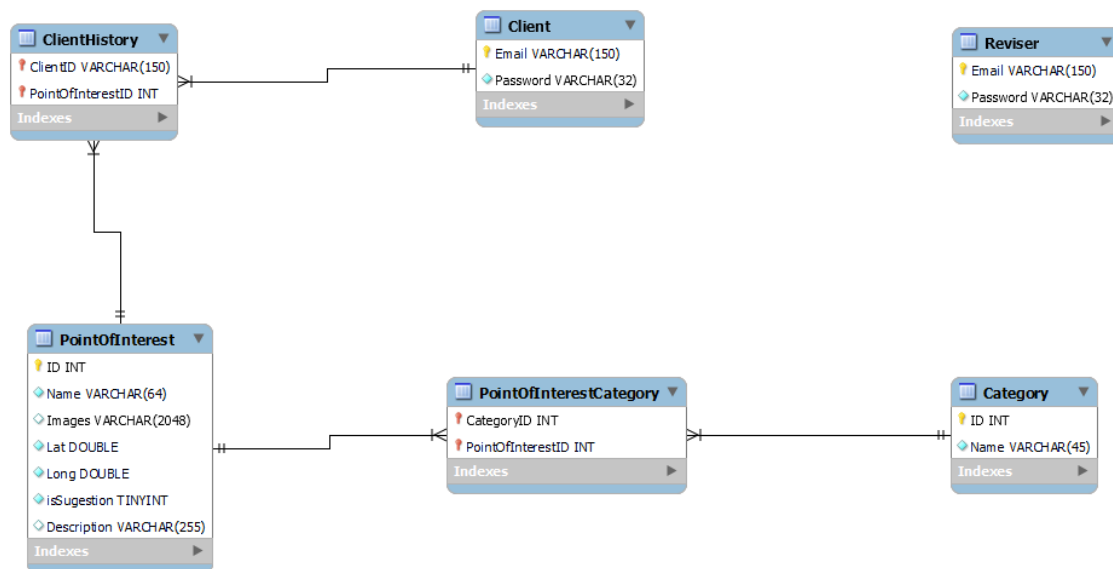 ClientHistory
ClientID VARCHAR(150)
PointOfInterestID INT
Indexes
Client
Email VARCHAR(150)
Password VARCHAR(32)
Indexes
Reviser
Email VARCHAR(150)
Password VARCHAR(32)
Indexes
PointOfInterest
ID INT
Name VARCHAR(64)
Images VARCHAR(2048)
Lat DOUBLE
Long DOUBLE
isSugestion TINYINT
Description VARCHAR(255)
Indexes
PointOfInterestCategory
CategoryID INT
PointOfInterestID INT
Indexes
Category
ID INT
Name VARCHAR(45)
Indexes